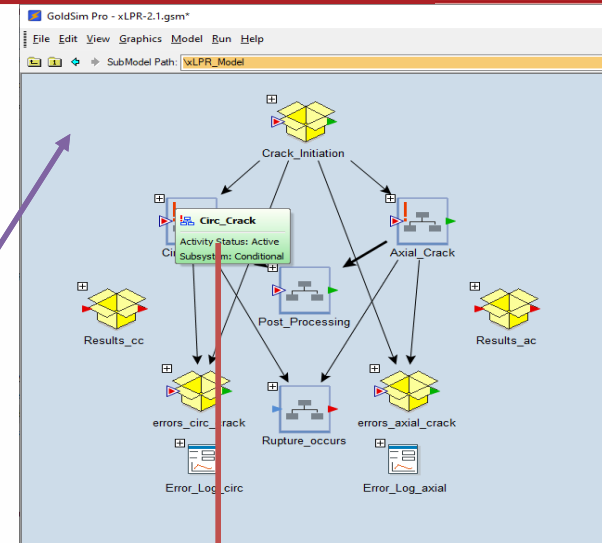 GoldSim Pro - xLPR-2.1.gsm*
File Edit View Graphics Model Run Help
SubModel Path: \xLPR_Model
Crack_Initiation
Circ_Crack
Activity Status: Active
Subsystem: Conditional
Axial_Crack
Post_Processing
Results_cc
Results_ac
errors_circ_crack
Rupture_occurs
errors_axial_crack
Error_Log_circ
Error_Log_axial